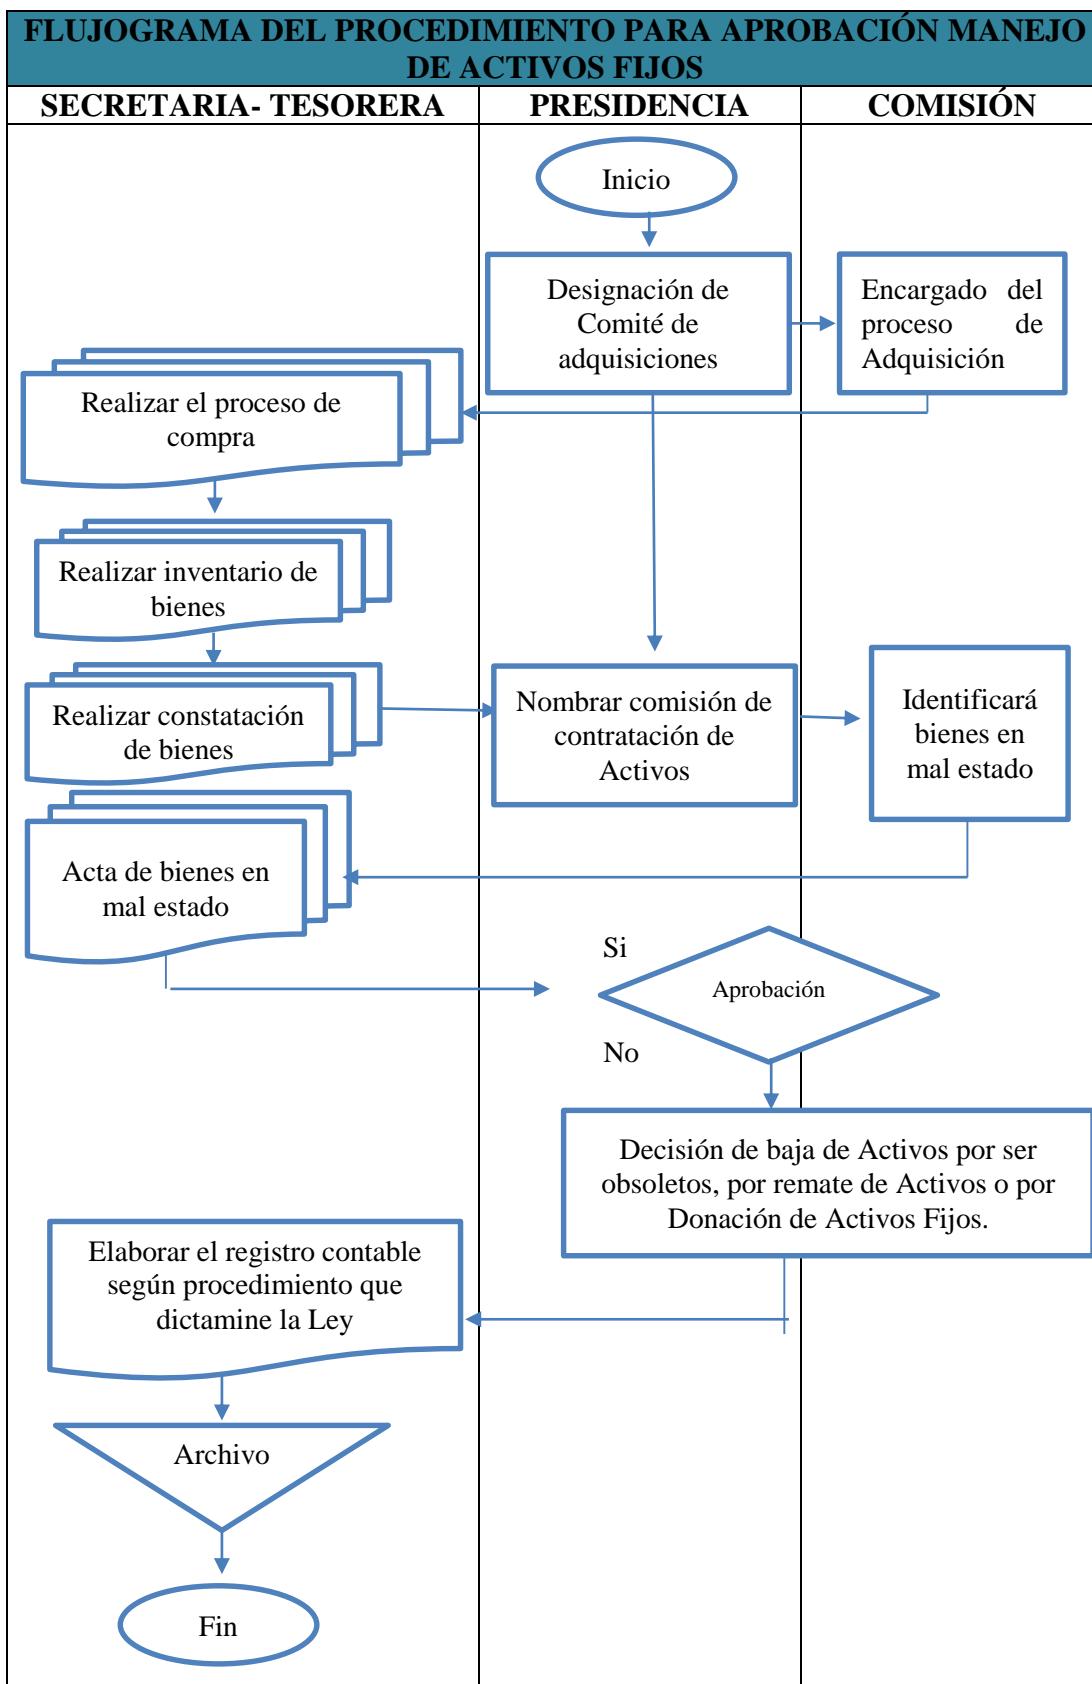 FLUJOGRAMA DEL PROCEDIMIENTO PARA APROBACIÓN MANEJO
DE ACTIVOS FIJOS
SECRETARIA- TESORERA
PRESIDENCIA
COMISIÓN
Inicio
Designación de
Comité de
adquisiciones
Encargado del
proceso de
Adquisición
Realizar el proceso de
compra
Realizar inventario de
bienes
Realizar constatación
de bienes
Nombrar comisión de
contratación de
Activos
Identificará
bienes en
mal estado
Acta de bienes en
mal estado
Si
Aprobación
No
Decisión de baja de Activos por ser
obsoletos, por remate de Activos o por
Donación de Activos Fijos.
Elaborar el registro contable
según procedimiento que
dictamine la Ley
Archivo
Fin